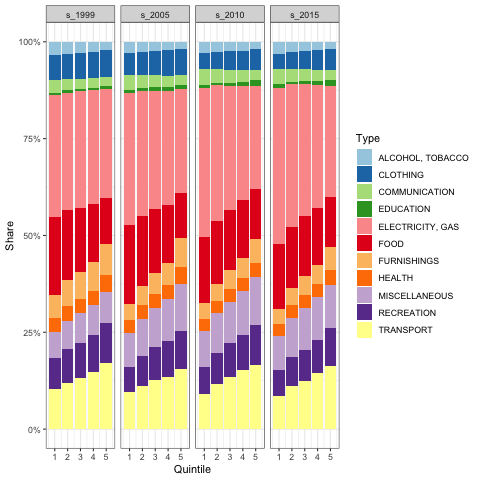 s_1999 s_2005 s_2010 s_2015
100%
75%
50%
25%
0%
Share
1 2 3 4 5 1 2 3 4 5 1 2 3 4 5 1 2 3 4 5
Quintile
Type
ALCOHOL, TOBACCO
CLOTHING
COMMUNICATION
EDUCATION
ELECTRICITY, GAS
FOOD
FURNISHINGS
HEALTH
MISCELLANEOUS
RECREATION
TRANSPORT